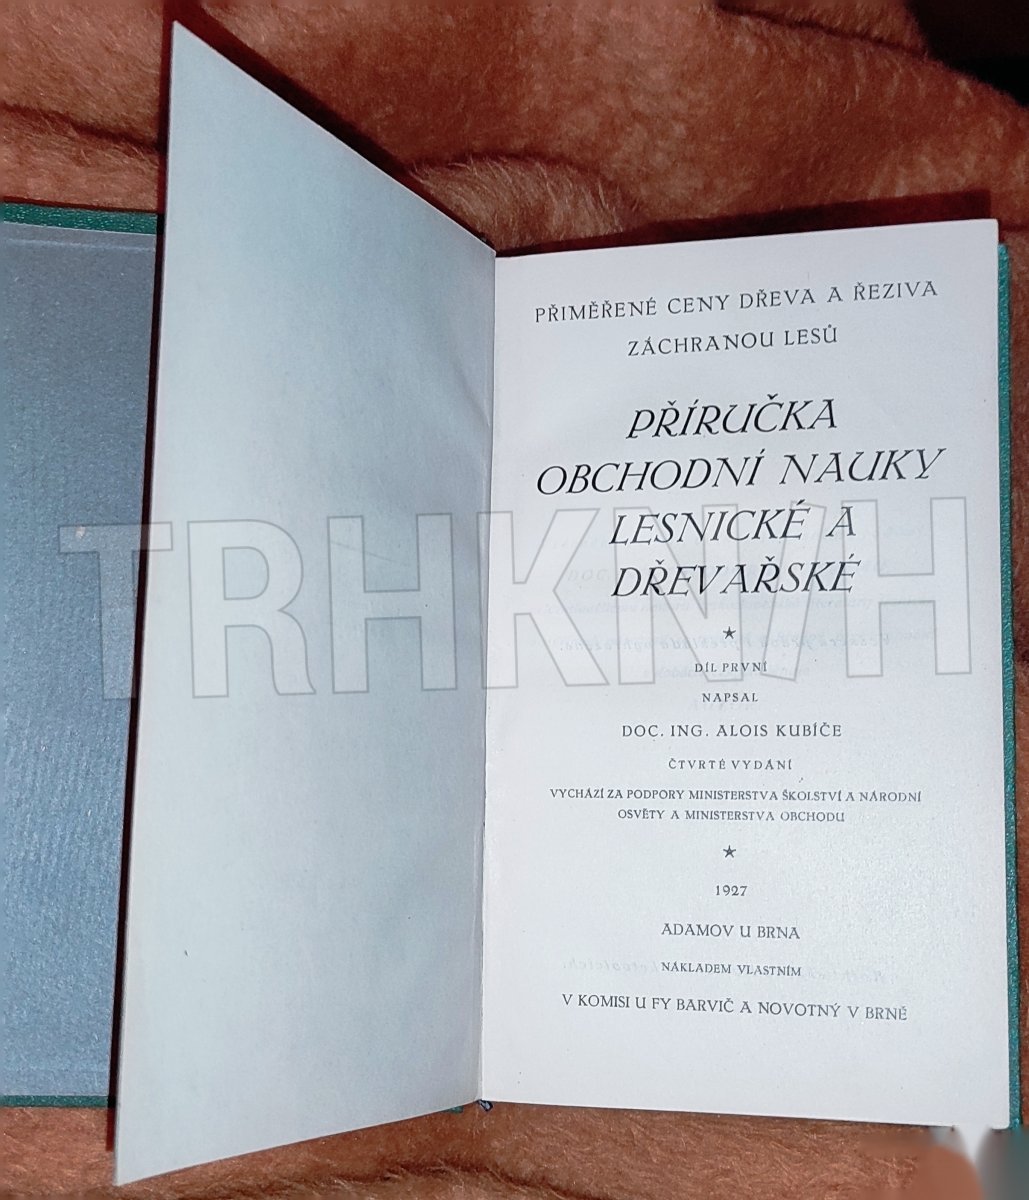 PŘIMĚŘENÉ CENY DŘEVA A ŘEZIVA
ZÁCHRANOU LESŮ
PŘÍRUČKA
OBCHODNÍ NAUKY
LESNICKÉ A
DŘEVAŘSKÉ
TRHKNIH
★
DÍL PRVNÍ
NAPSAL
DOC. ING. ALOIS KUBÍČE
ČTVRTÉ VYDÁNÍ
VYCHÁZÍ ZA PODPORY MINISTERSTVA ŠKOLSTVÍ A NÁRODNÍ
OSVĚTY A MINISTERSTVA OBCHODU
★
1927
ADAMOV U BRNA
NÁKLADEM VLASTNÍM
V KOMISI U FY BARVIČ A NOVOTNÝ V BRNĚ